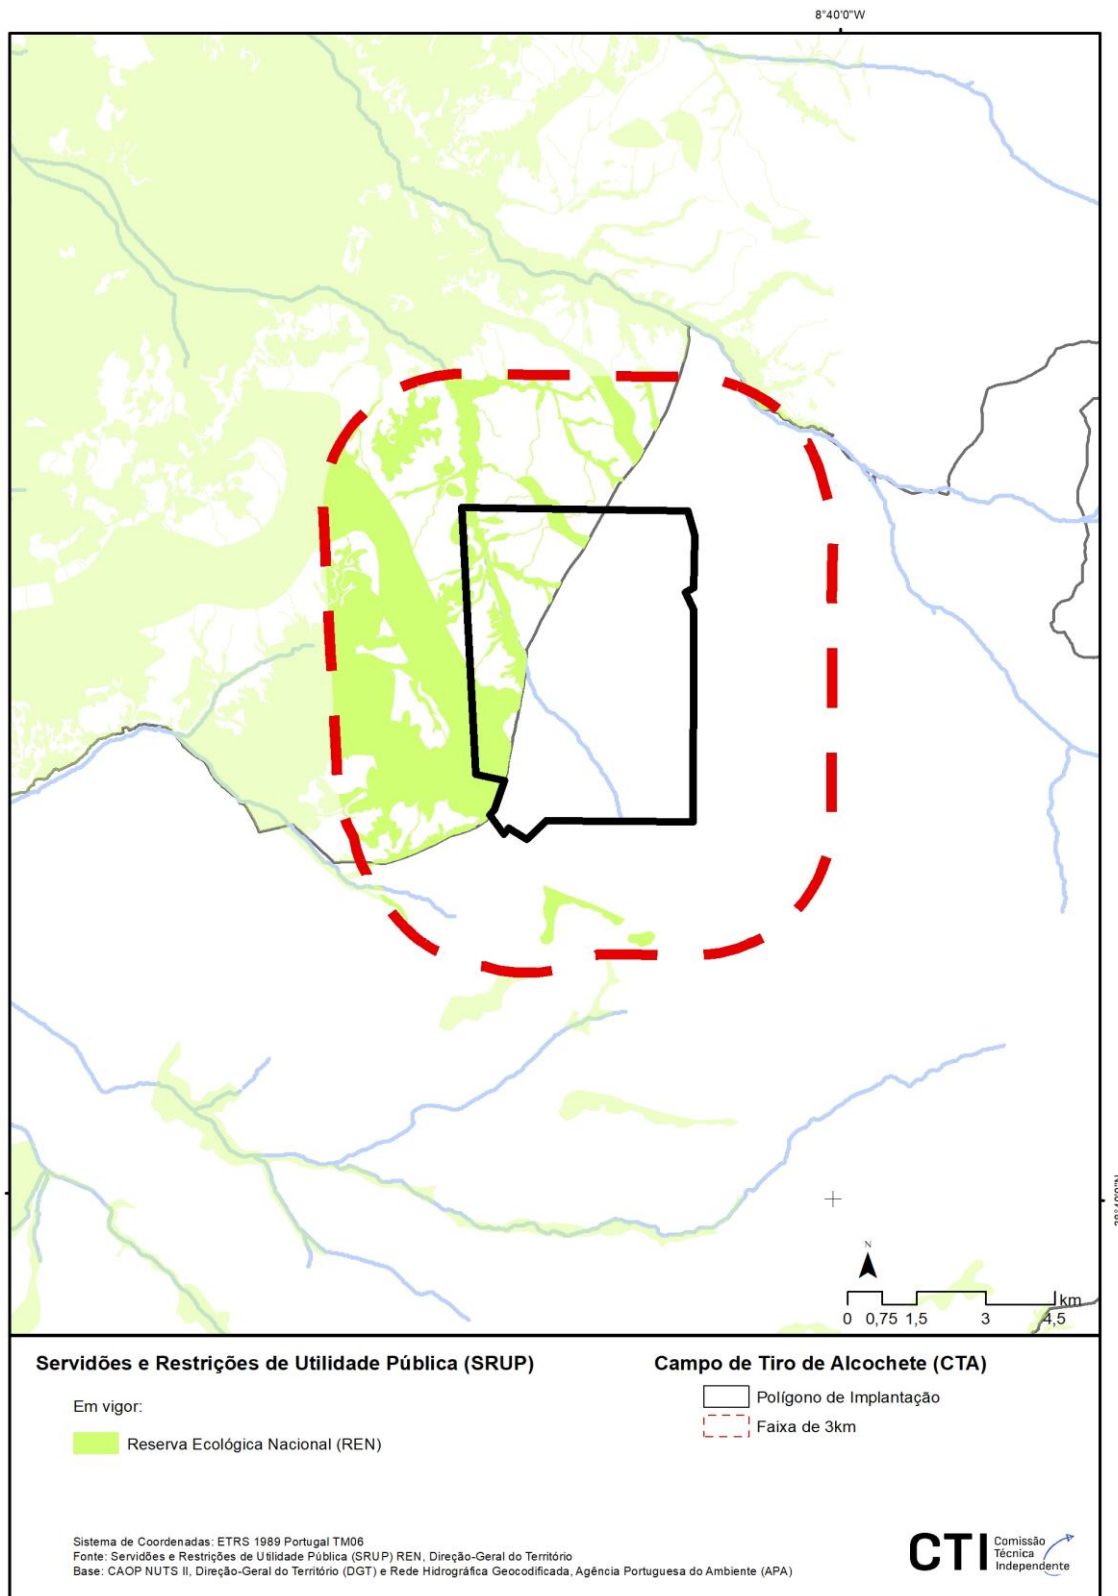 8°40'0"W
N
km
0 0,75 1,5 3 4,5
Servidões e Restrições de Utilidade Pública (SRUP)
Em vigor:
Reserva Ecológica Nacional (REN)
Campo de Tiro de Alcochete (CTA)
Polígono de Implantação
Faixa de 3km
Sistema de Coordenadas: ETRS 1989 Portugal TM06
Fonte: Servidões e Restrições de Utilidade Pública (SRUP) REN, Direção-Geral do Território
Base: CAOP NUTS II, Direção-Geral do Território (DGT) e Rede Hidrográfica Geocodificada, Agência Portuguesa do Ambiente (APA)
CTI
Comissão
Técnica
Independente